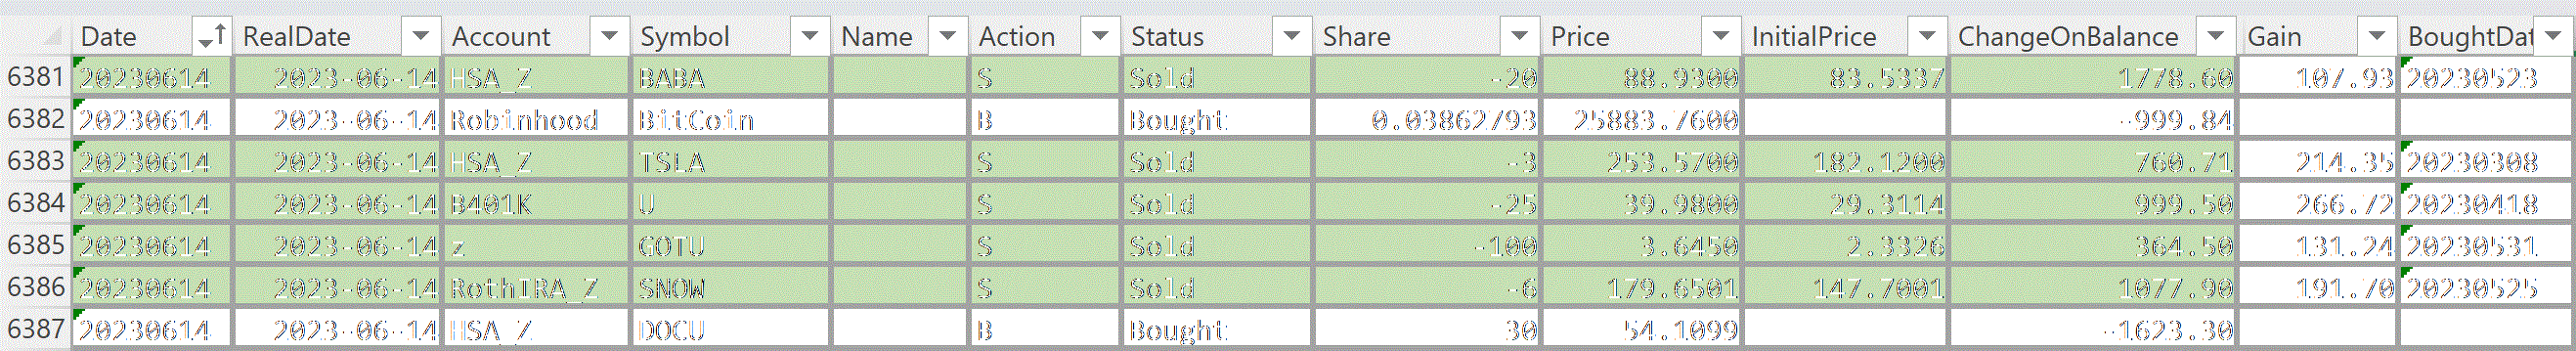 Date RealDate Account Symbol Name Action Status Share Price InitialPrice ChangeOnBalance Gain BoughtDat
6381 20230614 2023-06-14 HSA_Z BABA S Sold -20 88.9300 83.5337 1778.60 107.93 20230523
6382 20230614 2023-06-14 Robinhood BitCoin B Bought 0.03862793 25883.7600 -999.84
6383 20230614 2023-06-14 HSA_Z TSLA S Sold -3 253.5700 182.1200 760.71 214.35 20230308
6384 20230614 2023-06-14 B401K U S Sold -25 39.9800 29.3114 999.50 266.72 20230418
6385 20230614 2023-06-14 z GOTU S Sold -100 3.6450 2.3326 364.50 131.24 20230531
6386 20230614 2023-06-14 RothIRA_Z SNOW S Sold -6 179.6501 147.7001 1077.90 191.70 20230525
6387 20230614 2023-06-14 HSA_Z DOCU B Bought 30 54.1099 -1623.30